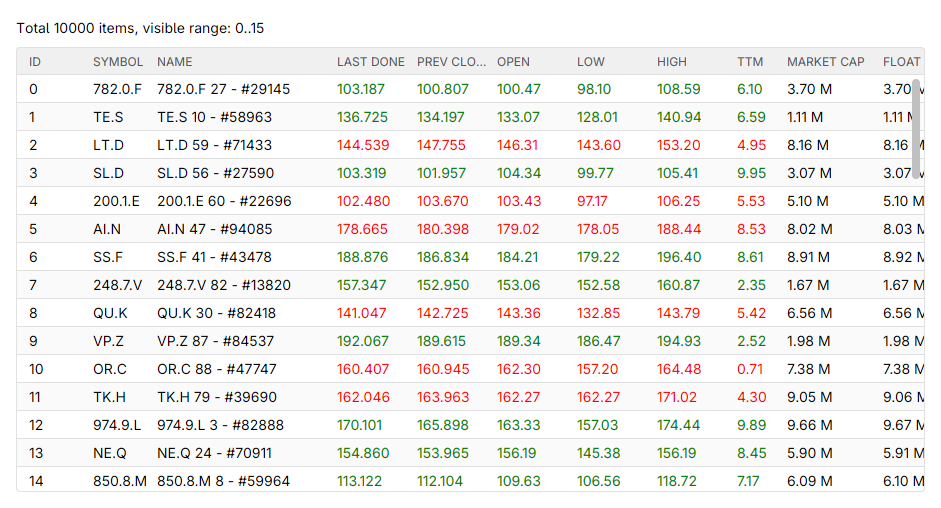 Total 10000 items, visible range: 0..15
ID SYMBOL NAME LAST DONE PREV CLO... OPEN LOW HIGH TTM MARKET CAP FLOAT
0 782.0.F 782.0.F 27 - #29145 103.187 100.807 100.47 98.10 108.59 6.10 3.70 M 3.70
1 TE.S TE.S 10 - #58963 136.725 134.197 133.07 128.01 140.94 6.59 1.11 M 1.11
2 LT.D LT.D 59 - #71433 144.539 147.755 146.31 143.60 153.20 4.95 8.16 M 8.16
3 SL.D SL.D 56 - #27590 103.319 101.957 104.34 99.77 105.41 9.95 3.07 M 3.07
4 200.1.E 200.1.E 60 - #22696 102.480 103.670 103.43 97.17 106.25 5.53 5.10 M 5.10 M
5 AI.N AI.N 47 - #94085 178.665 180.398 179.02 178.05 188.44 8.53 8.02 M 8.03 M
6 SS.F SS.F 41 - #43478 188.876 186.834 184.21 179.22 196.40 8.61 8.91 M 8.92 M
7 248.7.V 248.7.V 82 - #13820 157.347 152.950 153.06 152.58 160.87 2.35 1.67 M 1.67 M
8 QU.K QU.K 30 - #82418 141.047 142.725 143.36 132.85 143.79 5.42 6.56 M 6.56 M
9 VP.Z VP.Z 87 - #84537 192.067 189.615 189.34 186.47 194.93 2.52 1.98 M 1.98 M
10 OR.C OR.C 88 - #47747 160.407 160.945 162.30 157.20 164.48 0.71 7.38 M 7.38 M
11 TK.H TK.H 79 - #39690 162.046 163.963 162.27 162.27 171.02 4.30 9.05 M 9.06 M
12 974.9.L 974.9.L 3 - #82888 170.101 165.898 163.33 157.03 174.44 9.89 9.66 M 9.67 M
13 NE.Q NE.Q 24 - #70911 154.860 153.965 156.19 145.38 156.19 8.45 5.90 M 5.91 M
14 850.8.M 850.8.M 8 - #59964 113.122 112.104 109.63 106.56 118.72 7.17 6.09 M 6.10 M